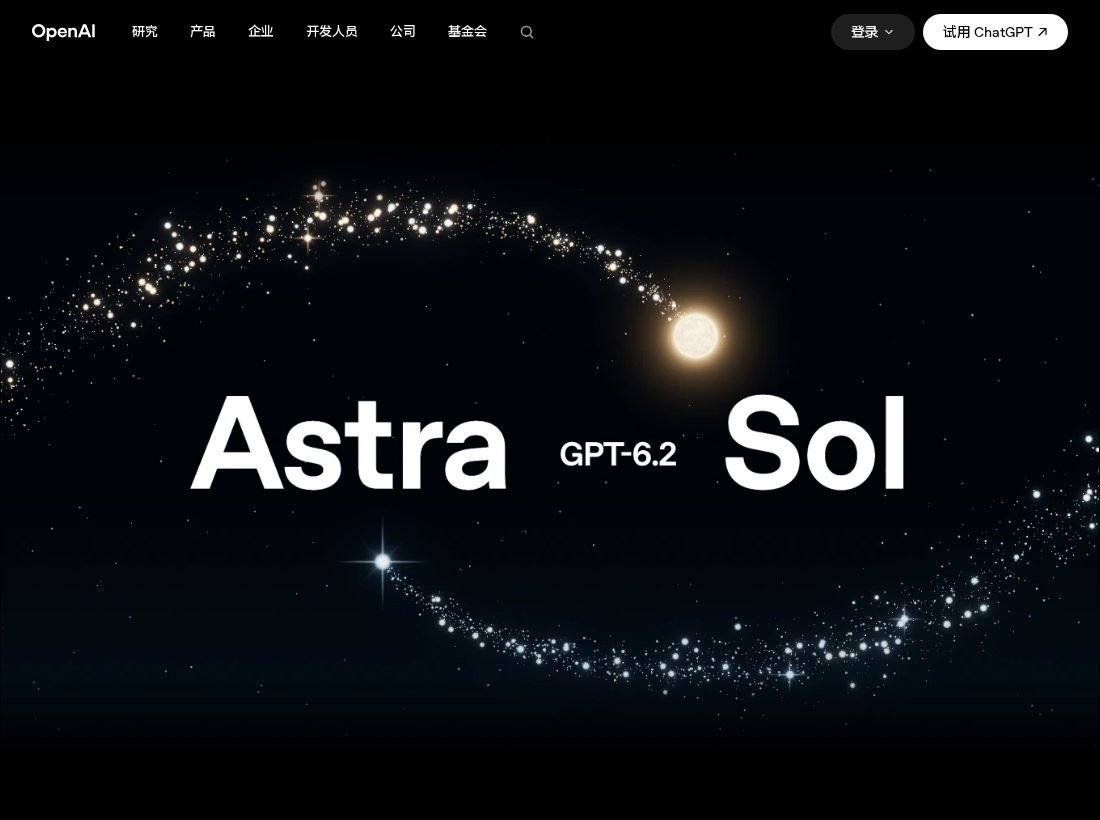 OpenAI 研究 产品 企业 开发人员 公司 基金会 登录 试用 ChatGPT ↗
Astra GPT-6.2 Sol